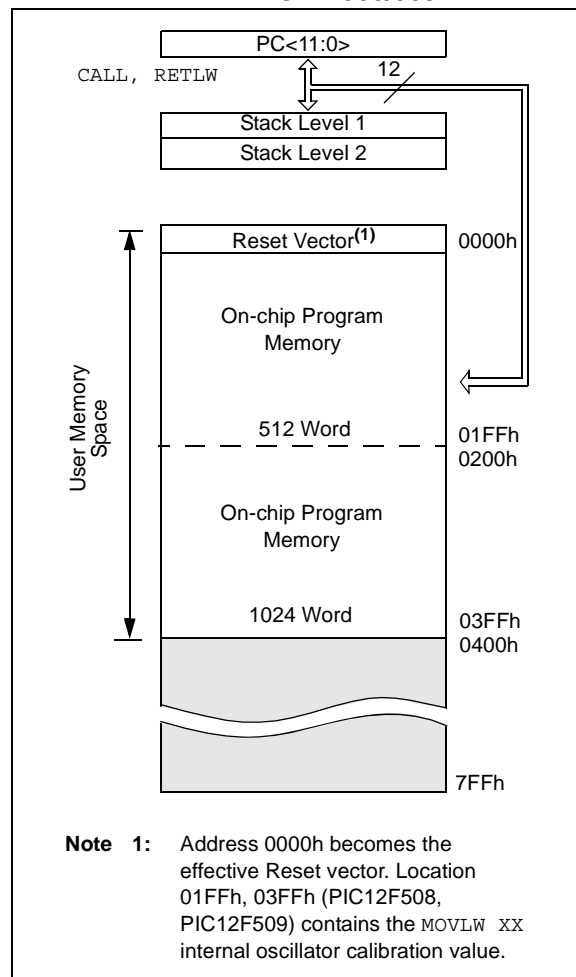 PC<11:0>
CALL, RETLW
12
Stack Level 1
Stack Level 2
Reset Vector(1)
0000h
On-chip Program
Memory
User Memory
Space
512 Word
01FFh
0200h
On-chip Program
Memory
1024 Word
03FFh
0400h
7FFh
Note 1: Address 0000h becomes the
effective Reset vector. Location
01FFh, 03FFh (PIC12F508,
PIC12F509) contains the MOVLW XX
internal oscillator calibration value.